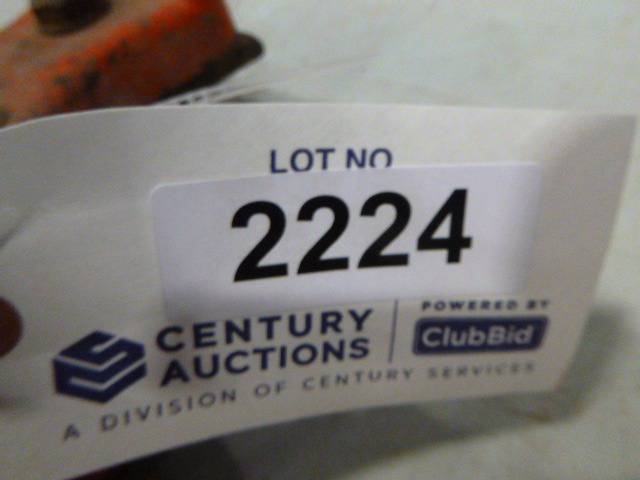 LOT NO
2224
CENTURY
AUCTIONS
POWERED BY
ClubBid
A DIVISION OF CENTURY SERVICES